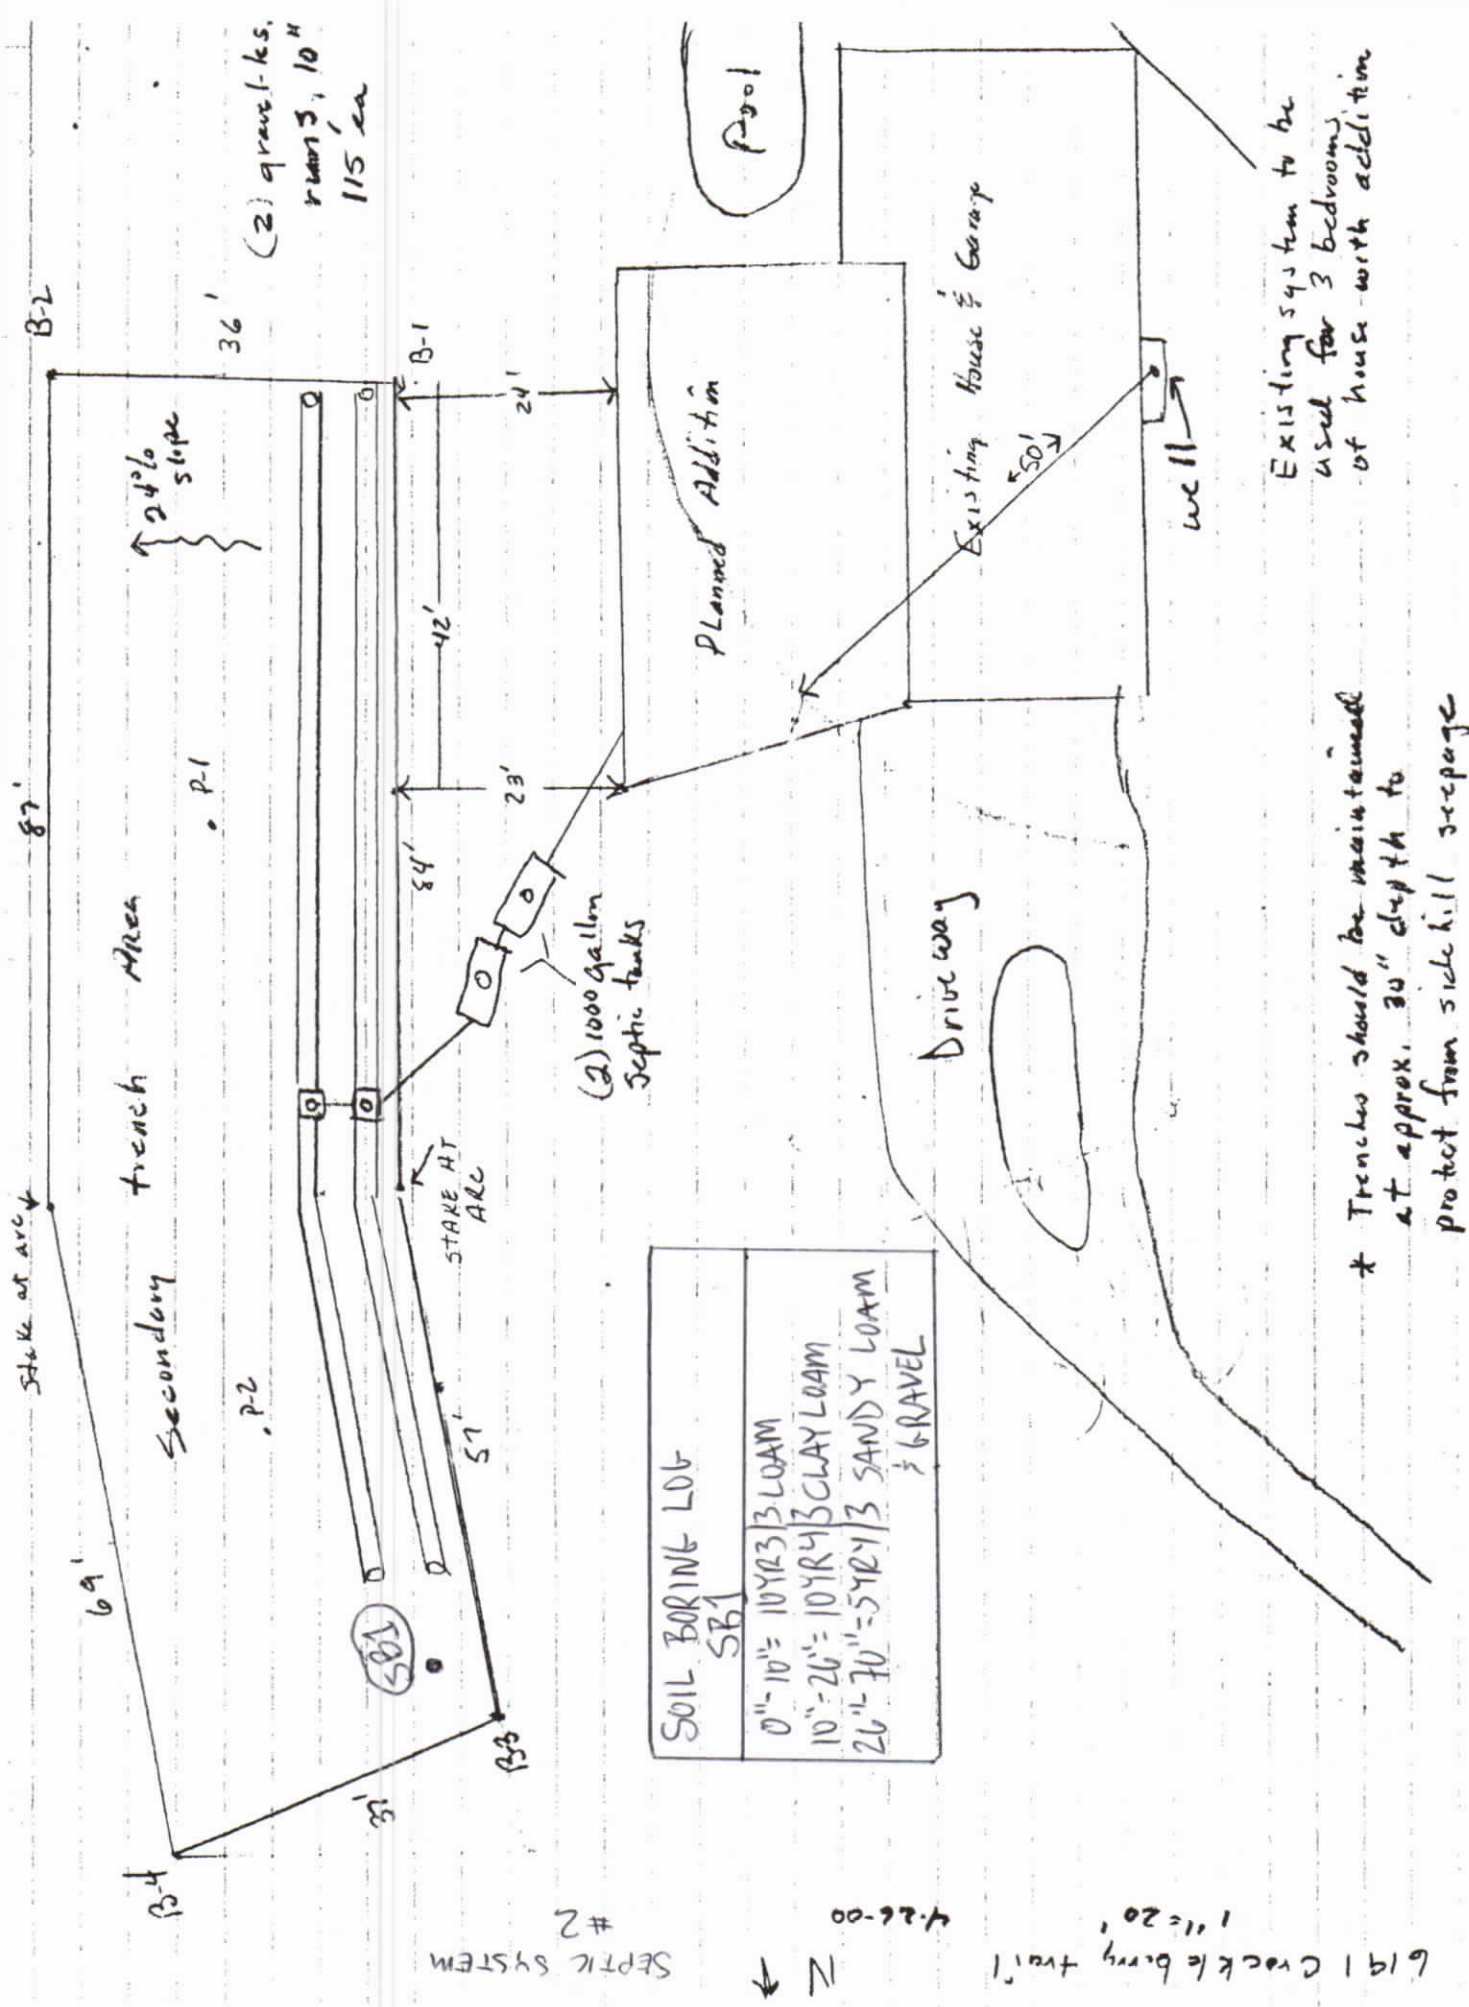 Stake at arc
87'
B-2
69'
B-4
Secondary trench Area
24%
slope
36'
(2) gravel-ks.
runs, 10"
115' ea
P-2
P-1
37'
SB1
B-3
57'
STAKE AT
ARC
84'
42'
B-1
23'
24'
(2) 1000 gallon
Septic tanks
Planned Addition
Pool
SOIL BORING LOG
SB1
0"-10"= 10YR3/3 LOAM
10"-26"= 10YR4/3 CLAY LOAM
26"-70"= 5YR4/3 SANDY LOAM
& GRAVEL
Driveway
Existing House & Garage
50'
well
* Trenches should be maintained
at approx. 30" depth to
protect from side hill seepage
Existing system to be
used for 3 bedrooms
of house with addition
SEPTIC SYSTEM
#2
N
4-26-00
1"=20'
6191 Crackleberry trail